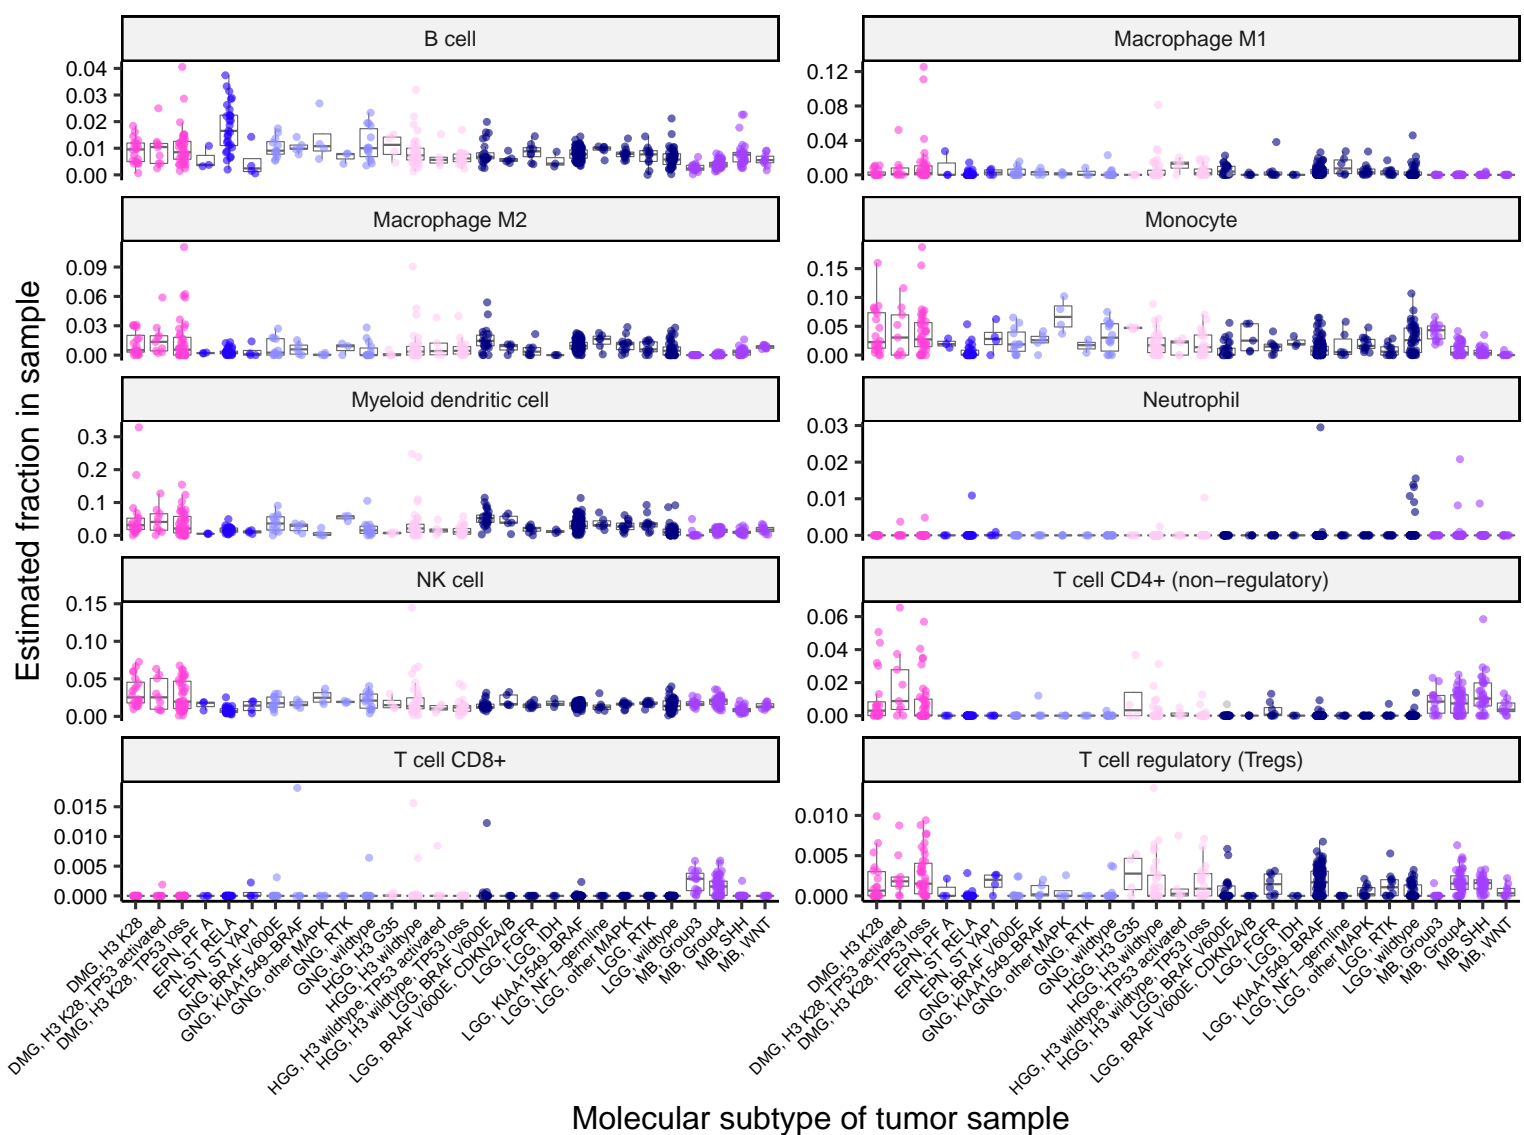 B cell
0.04
0.03
0.02
0.01
0.00
Macrophage M1
0.12
0.08
0.04
0.00
Macrophage M2
0.09
0.06
0.03
0.00
Monocyte
0.15
0.10
0.05
0.00
Myeloid dendritic cell
0.3
0.2
0.1
0.0
Neutrophil
0.03
0.02
0.01
0.00
NK cell
0.15
0.10
0.05
0.00
T cell CD4+ (non−regulatory)
0.06
0.04
0.02
0.00
T cell CD8+
0.015
0.010
0.005
0.000
T cell regulatory (Tregs)
0.010
0.005
0.000
Estimated fraction in sample
DMG, H3 K28
DMG, H3 K28, TP53 activated
DMG, H3 K28, TP53 loss
EPN, PF A
EPN, ST RELA
EPN, ST YAP1
GNG, BRAF V600E
GNG, KIAA1549−BRAF
GNG, other MAPK
GNG, RTK
GNG, wildtype
HGG, H3 G35
HGG, H3 wildtype
HGG, H3 wildtype, TP53 activated
HGG, H3 wildtype, TP53 loss
LGG, BRAF V600E
LGG, BRAF V600E, CDKN2A/B
LGG, FGFR
LGG, IDH
LGG, KIAA1549−BRAF
LGG, NF1−germline
LGG, other MAPK
LGG, RTK
LGG, wildtype
MB, Group3
MB, Group4
MB, SHH
MB, WNT
DMG, H3 K28
DMG, H3 K28, TP53 activated
DMG, H3 K28, TP53 loss
EPN, PF A
EPN, ST RELA
EPN, ST YAP1
GNG, BRAF V600E
GNG, KIAA1549−BRAF
GNG, other MAPK
GNG, RTK
GNG, wildtype
HGG, H3 G35
HGG, H3 wildtype
HGG, H3 wildtype, TP53 activated
HGG, H3 wildtype, TP53 loss
LGG, BRAF V600E
LGG, BRAF V600E, CDKN2A/B
LGG, FGFR
LGG, IDH
LGG, KIAA1549−BRAF
LGG, NF1−germline
LGG, other MAPK
LGG, RTK
LGG, wildtype
MB, Group3
MB, Group4
MB, SHH
MB, WNT
Molecular subtype of tumor sample